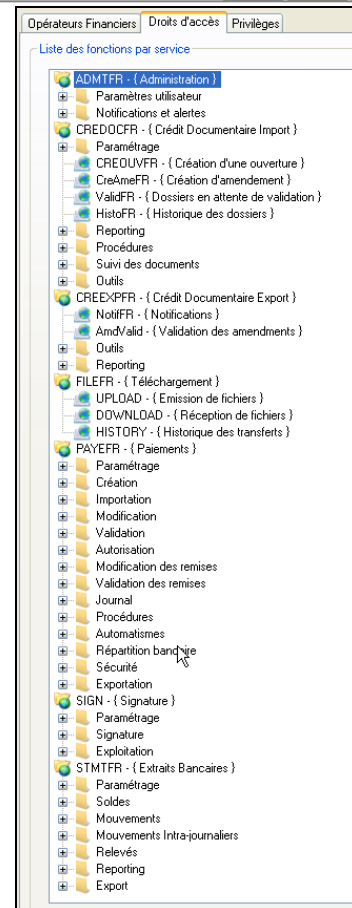 Opérateurs Financiers Droits d'accès Privilèges
Liste des fonctions par service
ADMTFR - { Administration }
Paramètres utilisateur
Notifications et alertes
CREDOCFR - { Crédit Documentaire Import }
Paramétrage
CREOUVFR - { Création d'une ouverture }
CreAmeFR - { Création d'amendement }
ValidFR - { Dossiers en attente de validation }
HistoFR - { Historique des dossiers }
Reporting
Procédures
Suivi des documents
Outils
CREEXPFR - { Crédit Documentaire Export }
NotifFR - { Notifications }
AmdValid - { Validation des amendments }
Outils
Reporting
FILEFR - { Téléchargement }
UPLOAD - { Emission de fichiers }
DOWNLOAD - { Réception de fichiers }
HISTORY - { Historique des transferts }
PAYEFR - { Paiements }
Paramétrage
Création
Importation
Modification
Validation
Autorisation
Modification des remises
Validation des remises
Journal
Procédures
Automatismes
Répartition bancaire
Sécurité
Exportation
SIGN - { Signature }
Paramétrage
Signature
Exploitation
STMTFR - { Extraits Bancaires }
Paramétrage
Soldes
Mouvements
Mouvements Intra-journaliers
Relevés
Reporting
Export